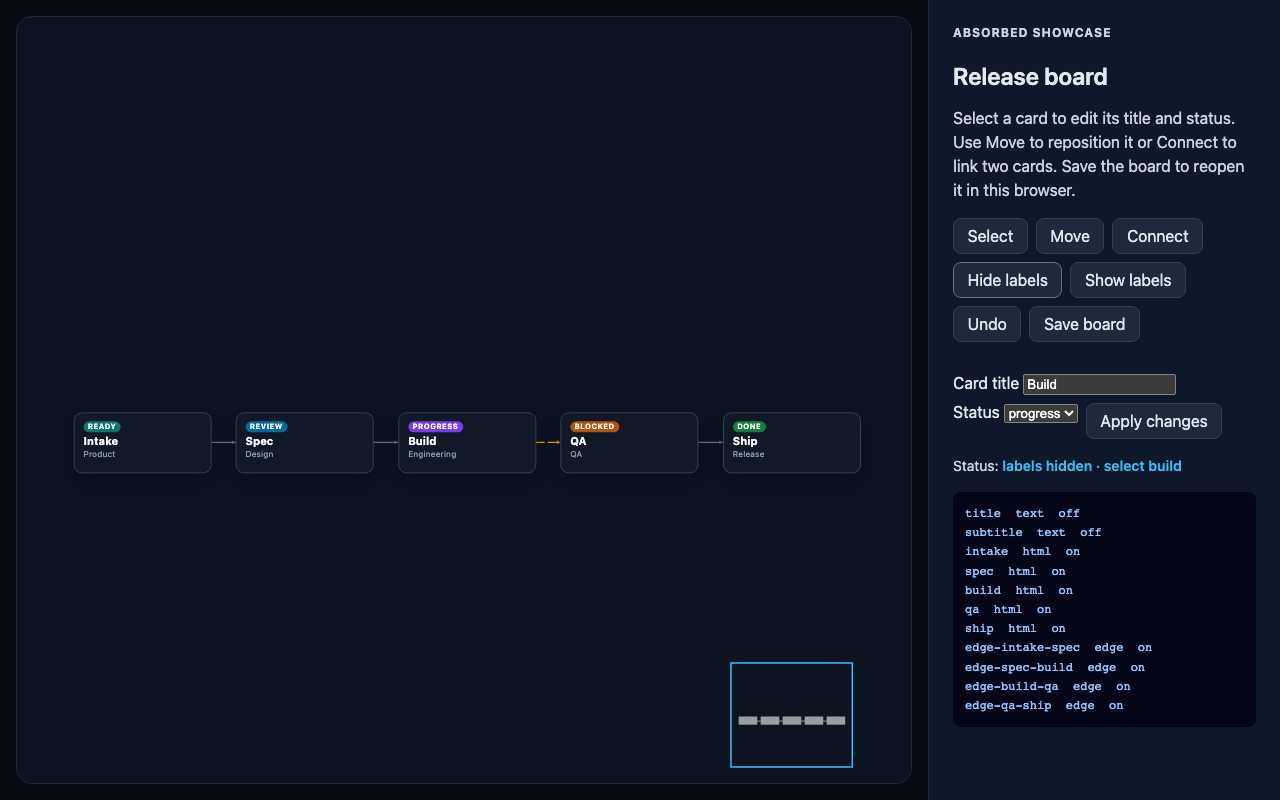 READY
Intake
Product
REVIEW
Spec
Design
PROGRESS
Build
Engineering
BLOCKED
QA
QA
DONE
Ship
Release
ABSORBED SHOWCASE
Release board
Select a card to edit its title and status.
Use Move to reposition it or Connect to
link two cards. Save the board to reopen
it in this browser.
Select Move Connect
Hide labels Show labels
Undo Save board
Card title Build
Status progress Apply changes
Status: labels hidden · select build
title text off
subtitle text off
intake html on
spec html on
build html on
qa html on
ship html on
edge-intake-spec edge on
edge-spec-build edge on
edge-build-qa edge on
edge-qa-ship edge on